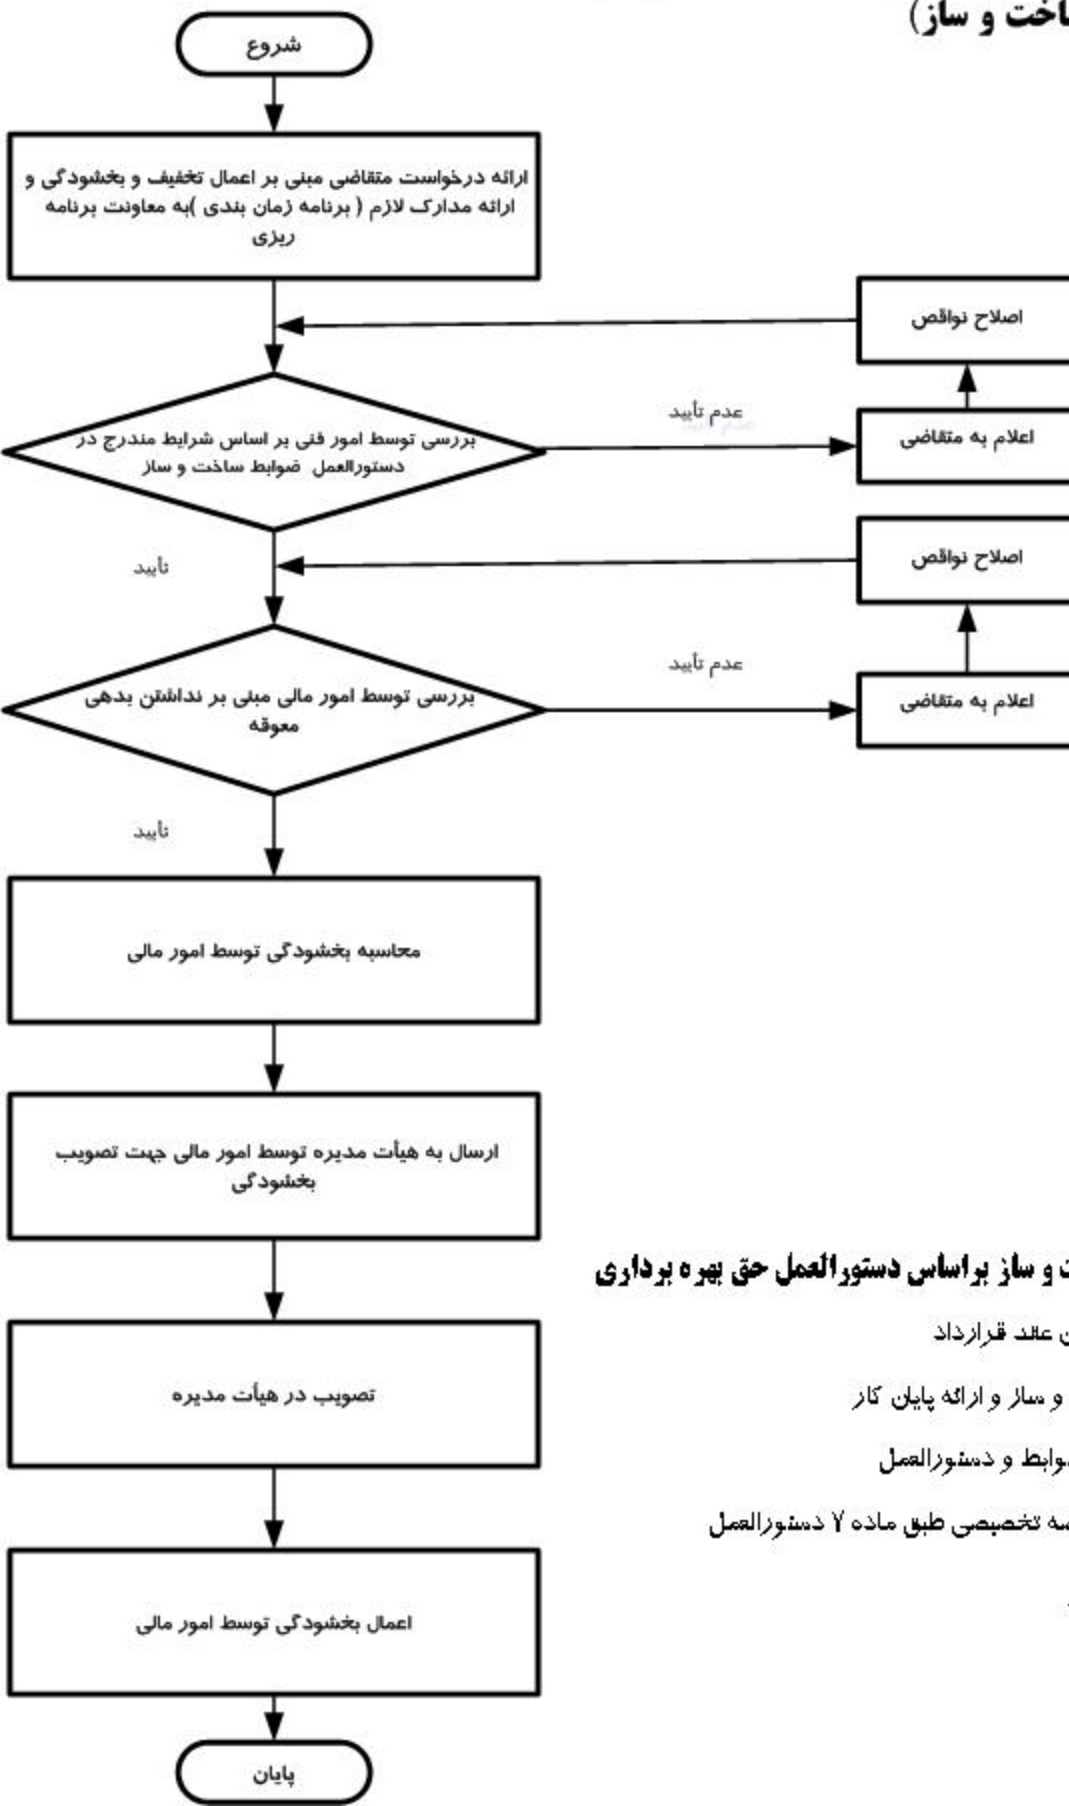 ساخت و ساز)
شروع
ارائه درخواست متقاضی مبنی بر اعمال تخفیف و بخشودگی و
ارائه مدارک لازم ( برنامه زمان بندی )به معاونت برنامه
ریزی
اصلاح نواقص
عدم تأیید
اعلام به متقاضی
بررسی توسط امور فنی بر اساس شرایط مندرج در
دستورالعمل ضوابط ساخت و ساز
اصلاح نواقص
تأیید
عدم تأیید
اعلام به متقاضی
بررسی توسط امور مالی مبنی بر نداشتن بدهی
معوقه
تأیید
محاسبه بخشودگی توسط امور مالی
ارسال به هیأت مدیره توسط امور مالی جهت تصویب
بخشودگی
و ساز براساس دستورالعمل حق بهره برداری
عقد قرارداد
تصویب در هیأت مدیره
و ساز و ارائه پایان کار
و دستورالعمل
تخصیصی طبق ماده ۷ دستورالعمل
اعمال بخشودگی توسط امور مالی
پایان